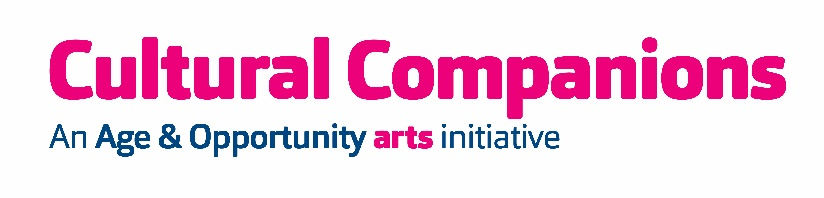 Cultural Companions
An Age & Opportunity arts initiative